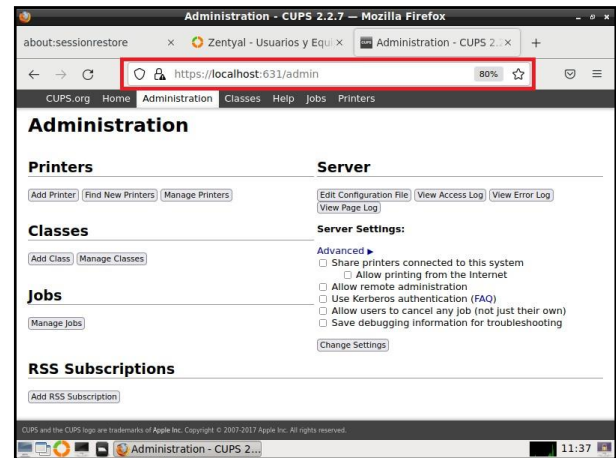 Administration - CUPS 2.2.7 — Mozilla Firefox
about:sessionrestore
Zentyal - Usuarios y Equi
Administration - CUPS 2.
https://localhost:631/admin
80%
CUPS.org Home Administration Classes Help Jobs Printers
Administration
Printers
Add Printer Find New Printers Manage Printers
Classes
Add Class Manage Classes
Jobs
Manage Jobs
RSS Subscriptions
Add RSS Subscription
Server
Edit Configuration File View Access Log View Error Log
View Page Log
Server Settings:
Advanced ▸
Share printers connected to this system
Allow printing from the Internet
Allow remote administration
Use Kerberos authentication (FAQ)
Allow users to cancel any job (not just their own)
Save debugging information for troubleshooting
Change Settings
CUPS and the CUPS logo are trademarks of Apple Inc. Copyright © 2007-2017 Apple Inc. All rights reserved.
Administration - CUPS 2...
11:37